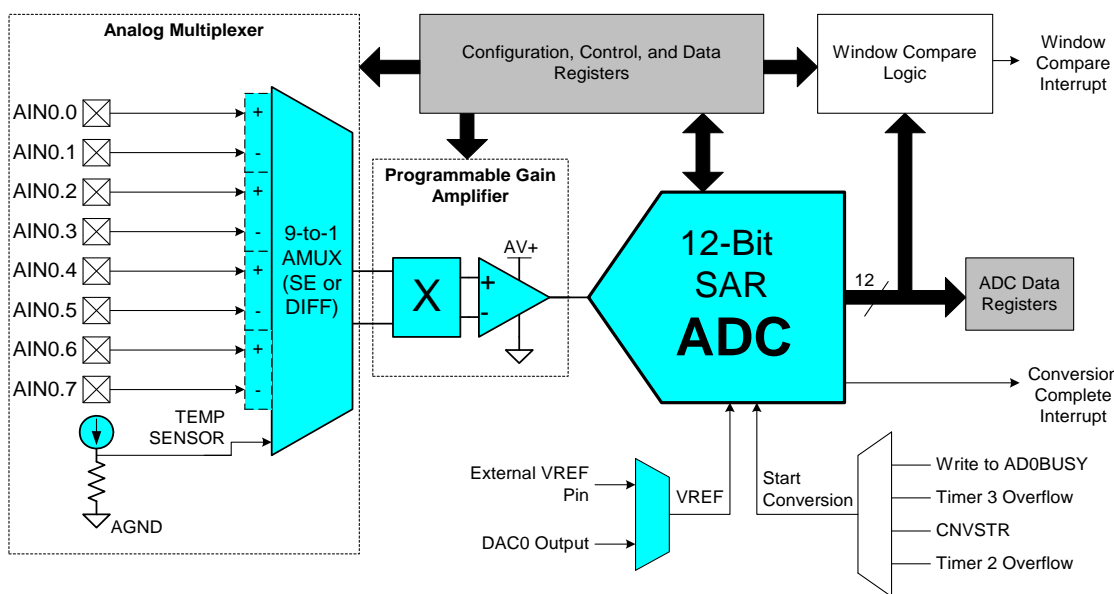 Analog Multiplexer
Configuration, Control, and Data
Registers
Window Compare
Logic
Window
Compare
Interrupt
AIN0.0
+
AIN0.1
-
AIN0.2
+
AIN0.3
-
AIN0.4
+
AIN0.5
-
AIN0.6
+
AIN0.7
-
9-to-1
AMUX
(SE or
DIFF)
TEMP
SENSOR
AGND
Programmable Gain
Amplifier
X
+
-
AV+
12-Bit
SAR
ADC
12
ADC Data
Registers
Conversion
Complete
Interrupt
External VREF
Pin
DAC0 Output
VREF
Start
Conversion
Write to AD0BUSY
Timer 3 Overflow
CNVSTR
Timer 2 Overflow